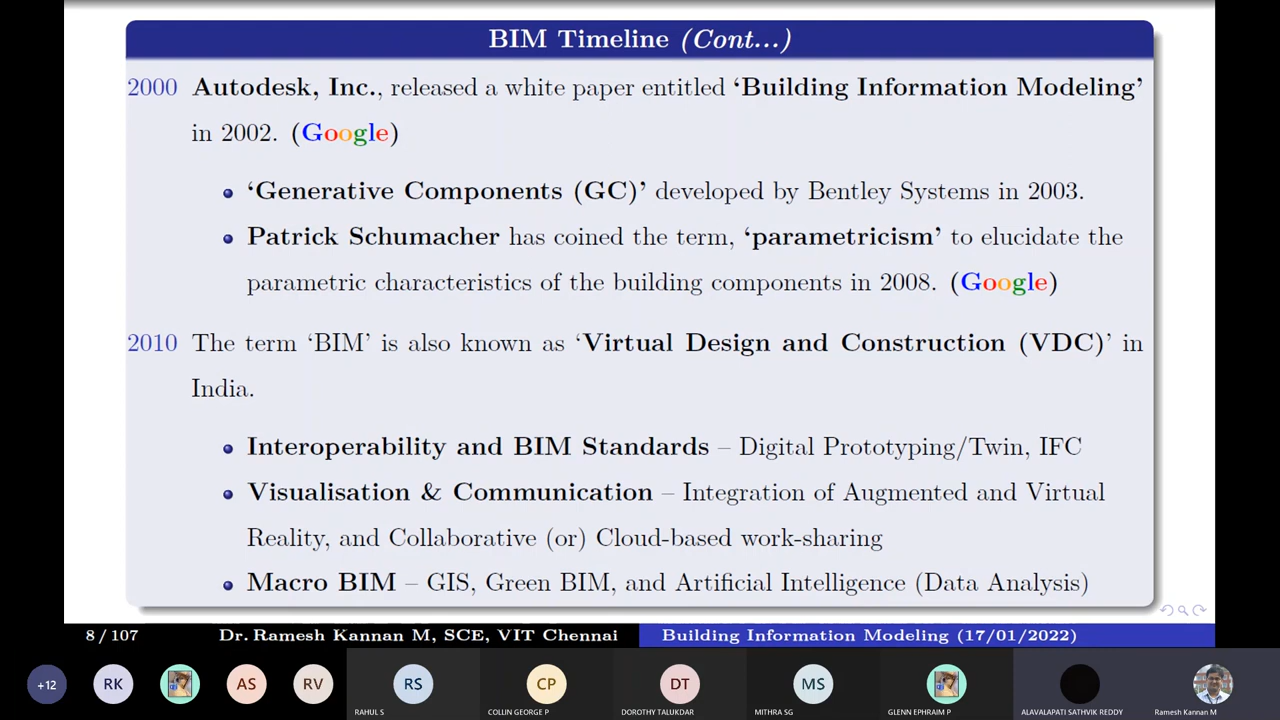 BIM Timeline (Cont...)
2000 Autodesk, Inc., released a white paper entitled ‘Building Information Modeling’
in 2002. (Google)
‘Generative Components (GC)’ developed by Bentley Systems in 2003.
Patrick Schumacher has coined the term, ‘parametricism’ to elucidate the
parametric characteristics of the building components in 2008. (Google)
2010 The term ‘BIM’ is also known as ‘Virtual Design and Construction (VDC)’ in
India.
Interoperability and BIM Standards – Digital Prototyping/Twin, IFC
Visualisation & Communication – Integration of Augmented and Virtual
Reality, and Collaborative (or) Cloud-based work-sharing
Macro BIM – GIS, Green BIM, and Artificial Intelligence (Data Analysis)
8 / 107 Dr. Ramesh Kannan M, SCE, VIT Chennai Building Information Modeling (17/01/2022)
+12 RK AS RV RS CP DT MS
RAHUL S COLLIN GEORGE P DOROTHY TALUKDAR MITHRA SG GLENN EPHRAIM P ALAVALAPATI SATHVIK REDDY Ramesh Kannan M